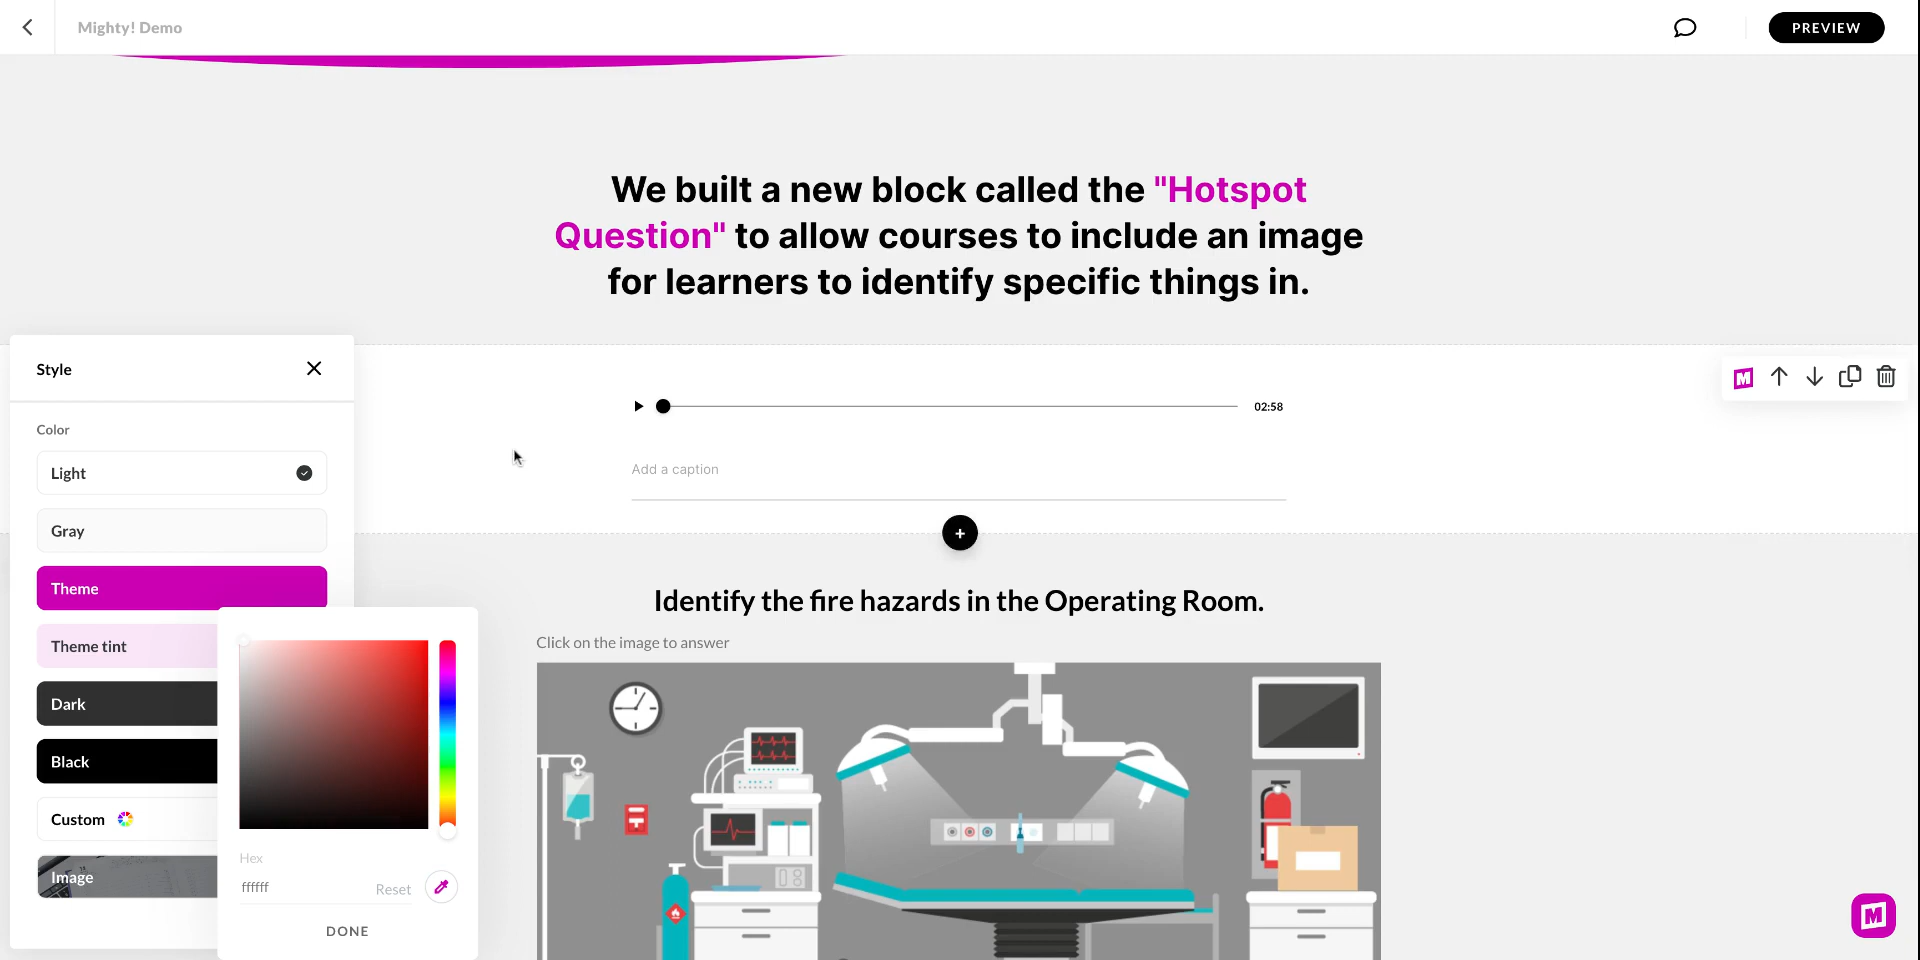 Mighty! Demo
PREVIEW
We built a new block called the "Hotspot
Question" to allow courses to include an image
for learners to identify specific things in.
Style
Color
Light
Gray
Theme
Theme tint
Dark
Black
Custom
Image
Hex
ffffff
Reset
DONE
02:58
Add a caption
Identify the fire hazards in the Operating Room.
Click on the image to answer
M
M